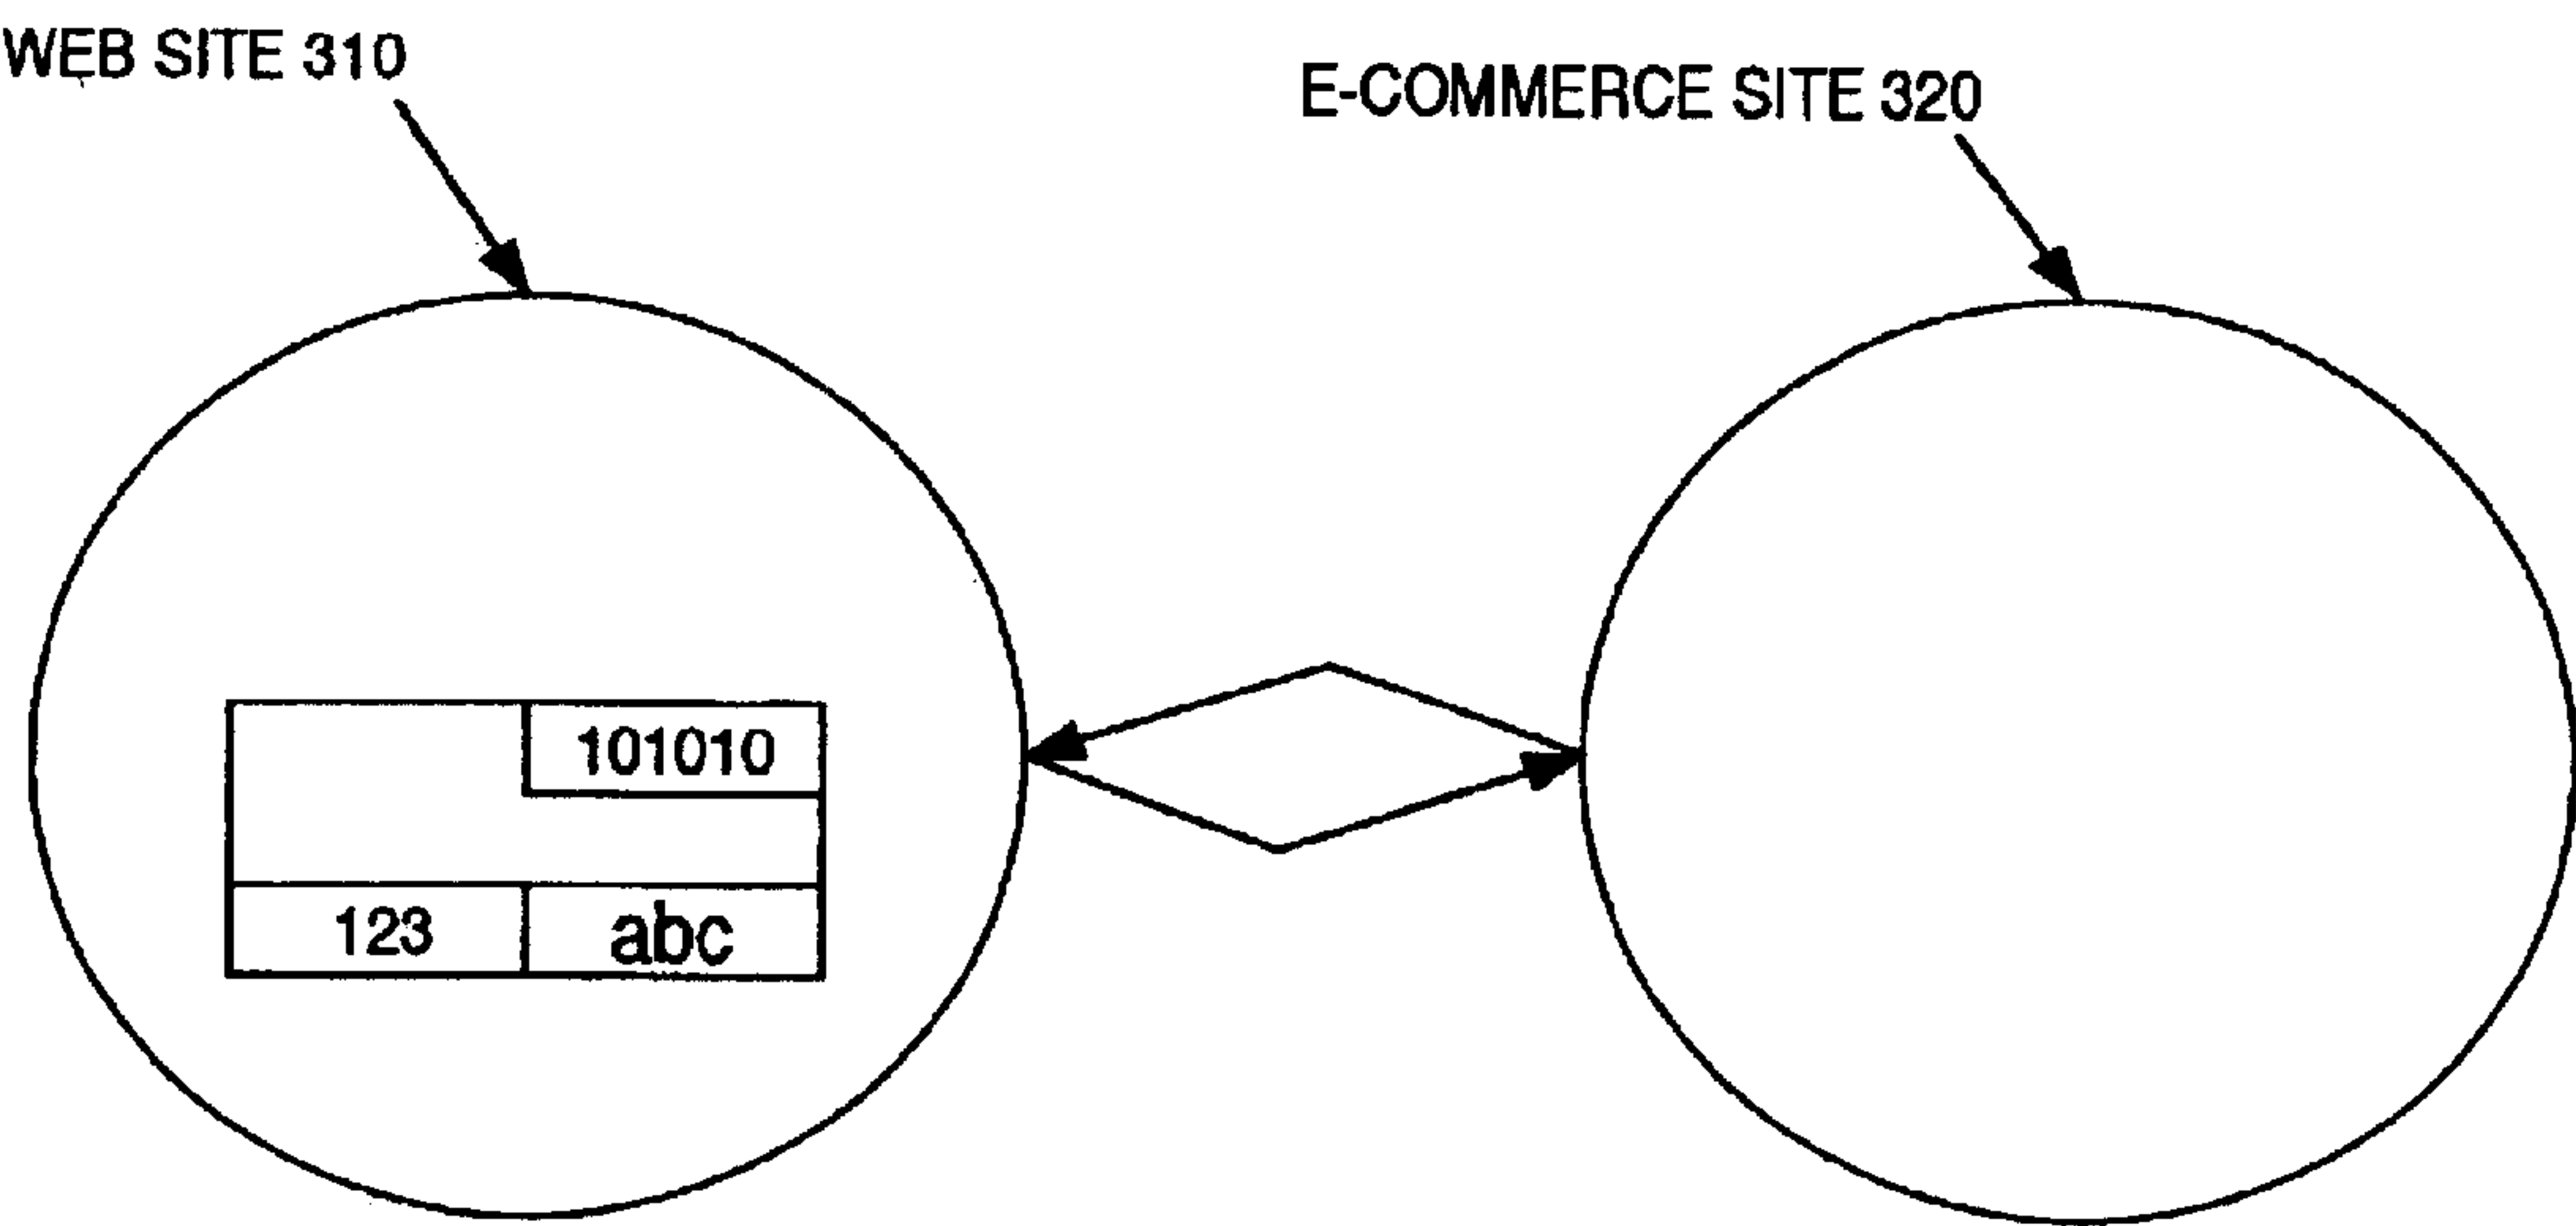 WEB SITE 310
E-COMMERCE SITE 320
101010
123
abc